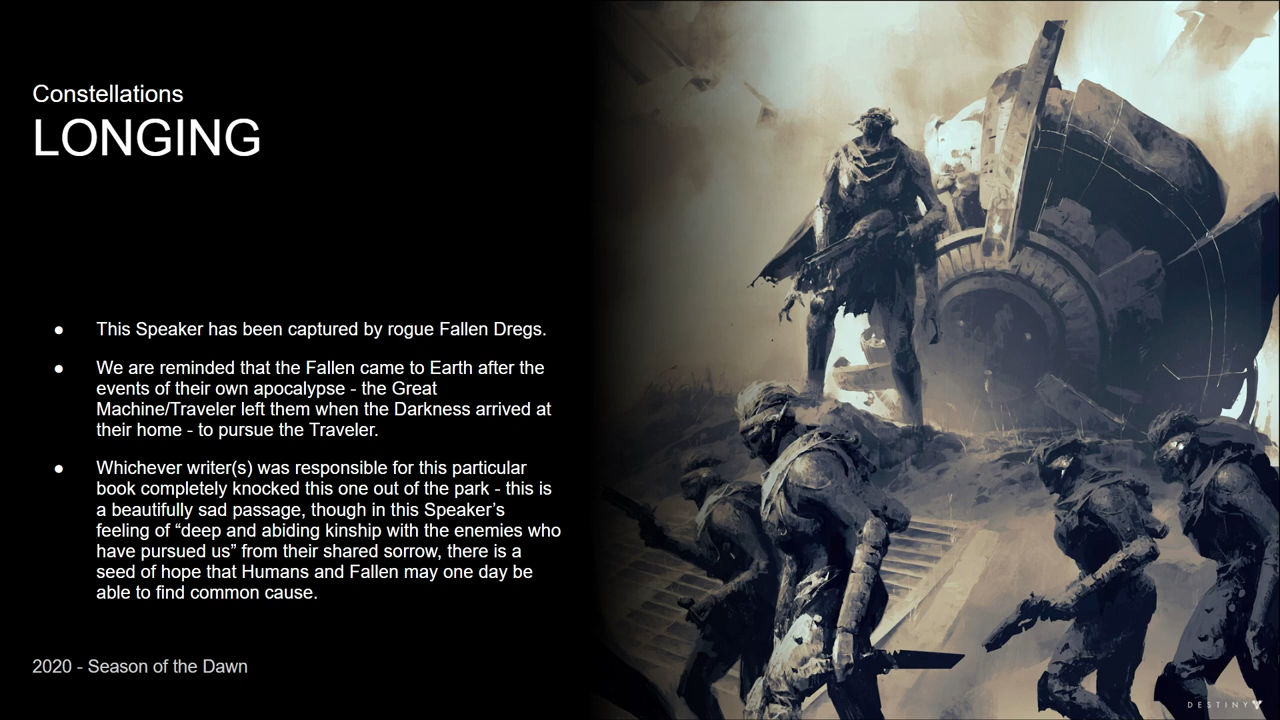 Constellations
LONGING
● This Speaker has been captured by rogue Fallen Dregs.
● We are reminded that the Fallen came to Earth after the
events of their own apocalypse - the Great
Machine/Traveler left them when the Darkness arrived at
their home - to pursue the Traveler.
● Whichever writer(s) was responsible for this particular
book completely knocked this one out of the park - this is
a beautifully sad passage, though in this Speaker’s
feeling of “deep and abiding kinship with the enemies who
have pursued us” from their shared sorrow, there is a
seed of hope that Humans and Fallen may one day be
able to find common cause.
2020 - Season of the Dawn
DESTINY